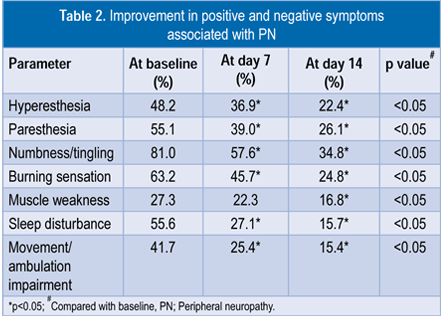 Table 2. Improvement in positive and negative symptoms
associated with PN
Parameter At baseline At day 7 At day 14 p value#
(%) (%) (%)
Hyperesthesia 48.2 36.9* 22.4* <0.05
Paresthesia 55.1 39.0* 26.1* <0.05
Numbness/tingling 81.0 57.6* 34.8* <0.05
Burning sensation 63.2 45.7* 24.8* <0.05
Muscle weakness 27.3 22.3 16.8* <0.05
Sleep disturbance 55.6 27.1* 15.7* <0.05
Movement/ 41.7 25.4* 15.4* <0.05
ambulation
impairment
*p<0.05; #Compared with baseline, PN; Peripheral neuropathy.